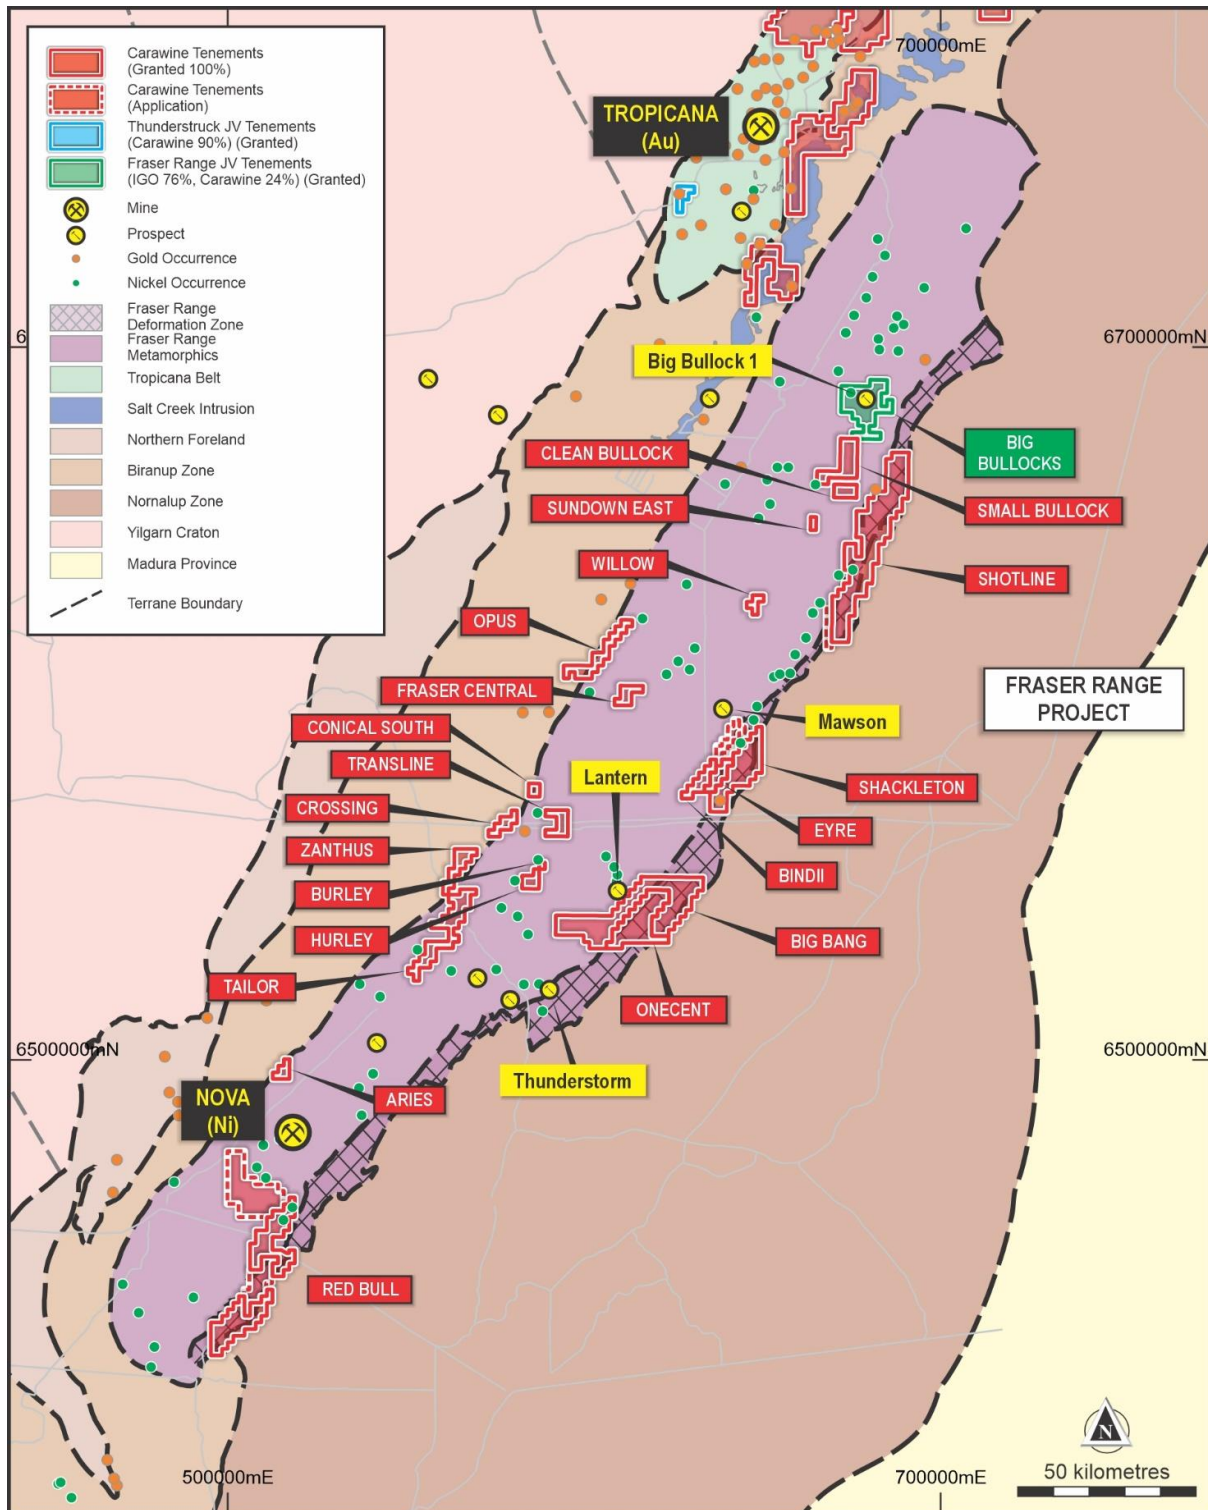 Carawine Tenements
(Granted 100%)
Carawine Tenements
(Application)
Thunderstruck JV Tenements
(Carawine 90%) (Granted)
Fraser Range JV Tenements
(IGO 76%, Carawine 24%) (Granted)
Mine
Prospect
Gold Occurrence
Nickel Occurrence
Fraser Range
Deformation Zone
Fraser Range
Metamorphics
Tropicana Belt
Salt Creek Intrusion
Northern Foreland
Biranup Zone
Nornalup Zone
Yilgarn Craton
Madura Province
Terrane Boundary
700000mE
TROPICANA
(Au)
6
6700000mN
Big Bullock 1
CLEAN BULLOCK
BIG
BULLOCKS
SUNDOWN EAST
SMALL BULLOCK
WILLOW
SHOTLINE
OPUS
FRASER CENTRAL
FRASER RANGE
PROJECT
CONICAL SOUTH
Mawson
TRANSLINE
Lantern
SHACKLETON
CROSSING
EYRE
ZANTHUS
BINDII
BURLEY
HURLEY
BIG BANG
TAILOR
ONECENT
6500000mN
6500000mN
Thunderstorm
NOVA
(Ni)
ARIES
RED BULL
N
500000mE
700000mE
50 kilometres